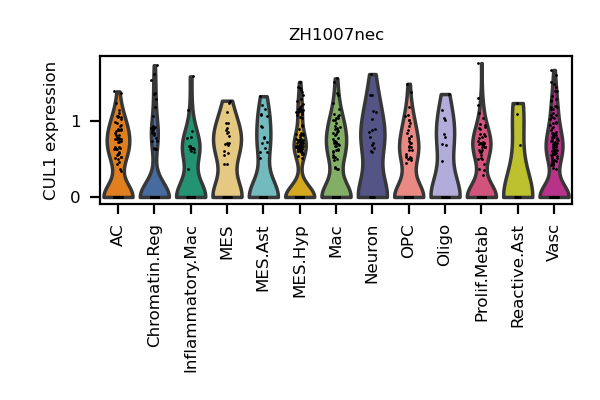 ZH1007nec
CUL1 expression
1
0
AC
Chromatin.Reg
Inflammatory.Mac
MES
MES.Ast
MES.Hyp
Mac
Neuron
OPC
Oligo
Prolif.Metab
Reactive.Ast
Vasc